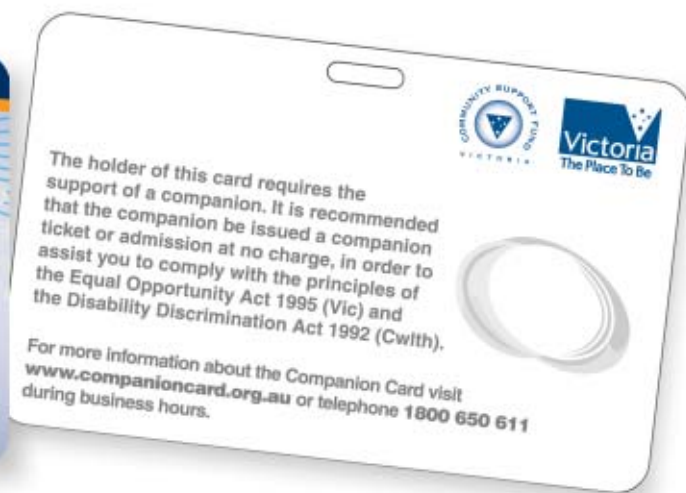 COMMUNITY SUPPORT FUND
VICTORIA
Victoria
The Place To Be
The holder of this card requires the
support of a companion. It is recommended
that the companion be issued a companion
ticket or admission at no charge, in order to
assist you to comply with the principles of
the Equal Opportunity Act 1995 (Vic) and
the Disability Discrimination Act 1992 (Cwlth).
For more information about the Companion Card visit
www.companioncard.org.au or telephone 1800 650 611
during business hours.